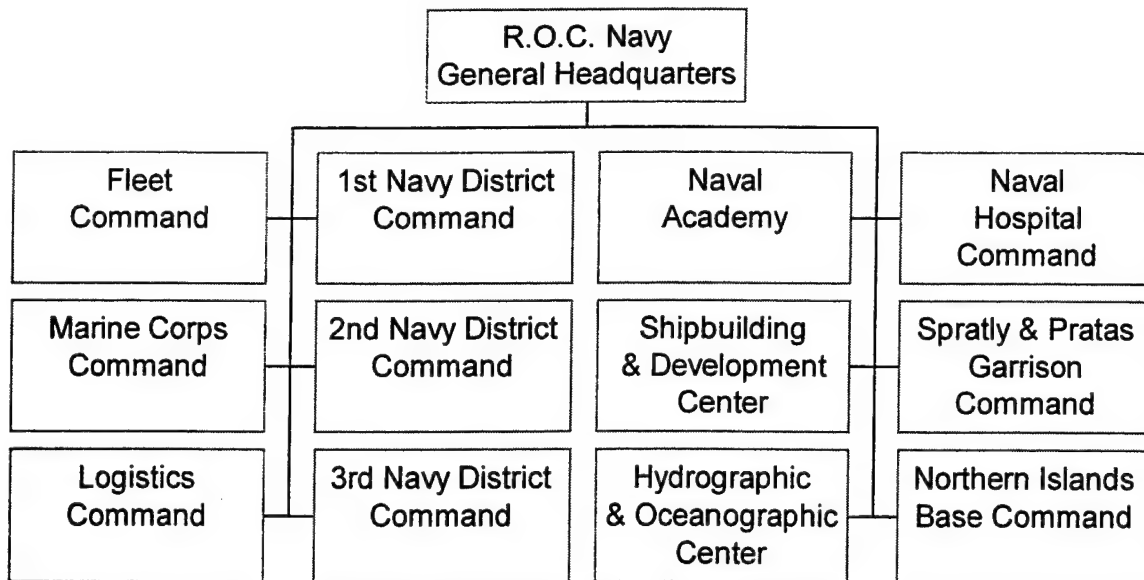 R.O.C. Navy
General Headquarters
Fleet
Command
1st Navy District
Command
Naval
Academy
Naval
Hospital
Command
Marine Corps
Command
2nd Navy District
Command
Shipbuilding
& Development
Center
Spratly & Pratas
Garrison
Command
Logistics
Command
3rd Navy District
Command
Hydrographic
& Oceanographic
Center
Northern Islands
Base Command